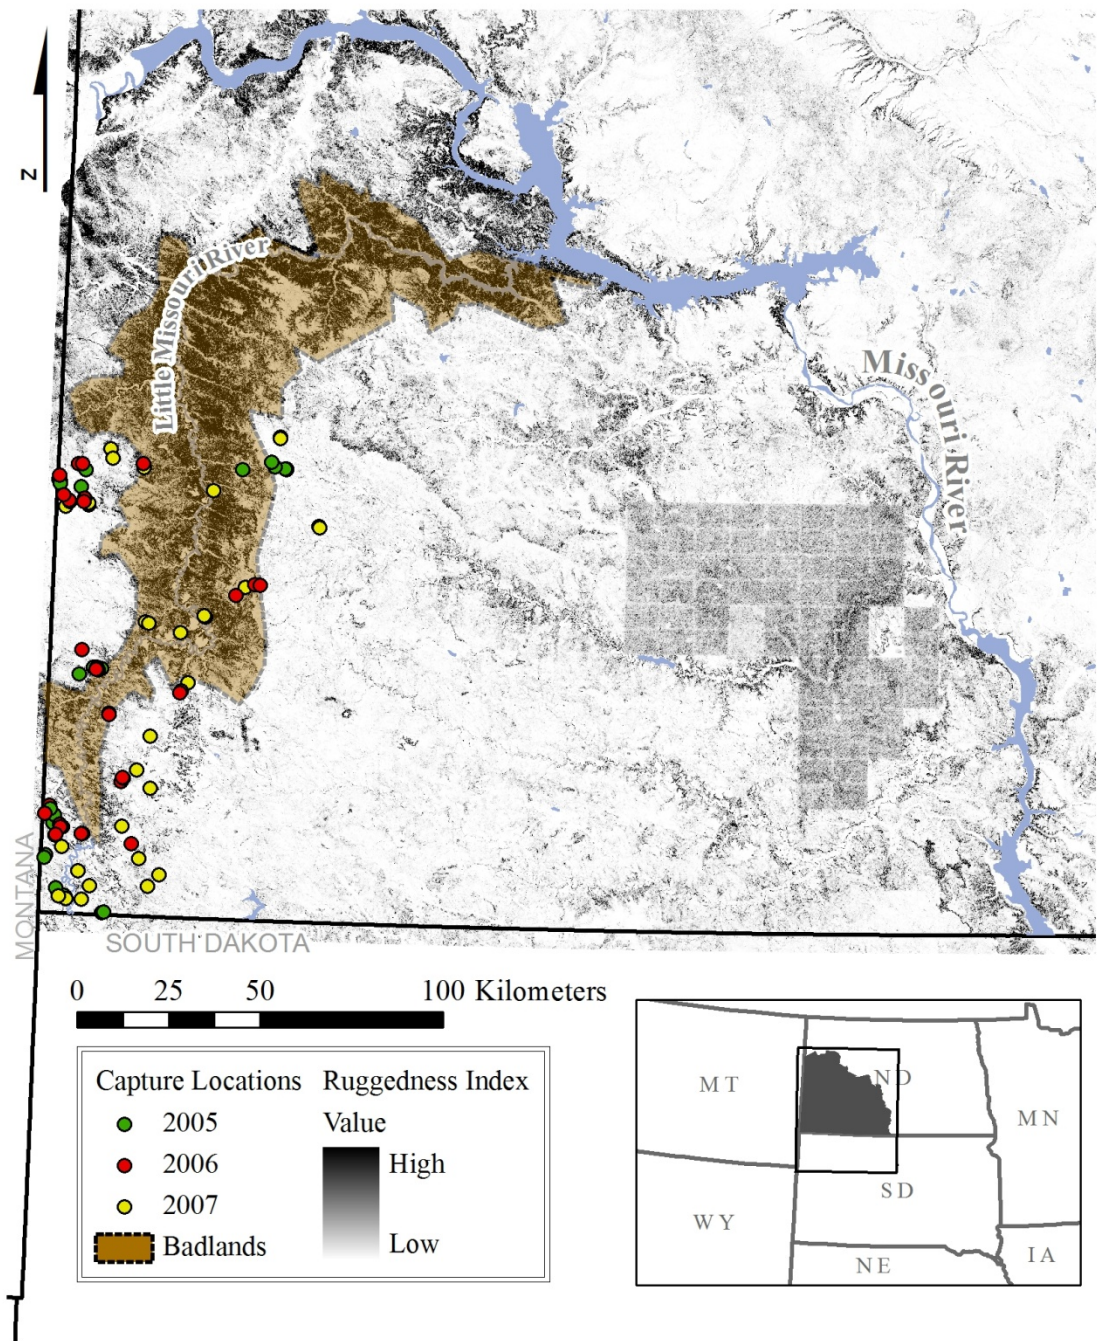 N
Little Missouri River
Missouri River
MONTANA
SOUTH DAKOTA
0 25 50 100 Kilometers
Capture Locations
2005
2006
2007
Badlands
Ruggedness Index
Value
High
Low
MT
ND
MN
SD
WY
NE
IA